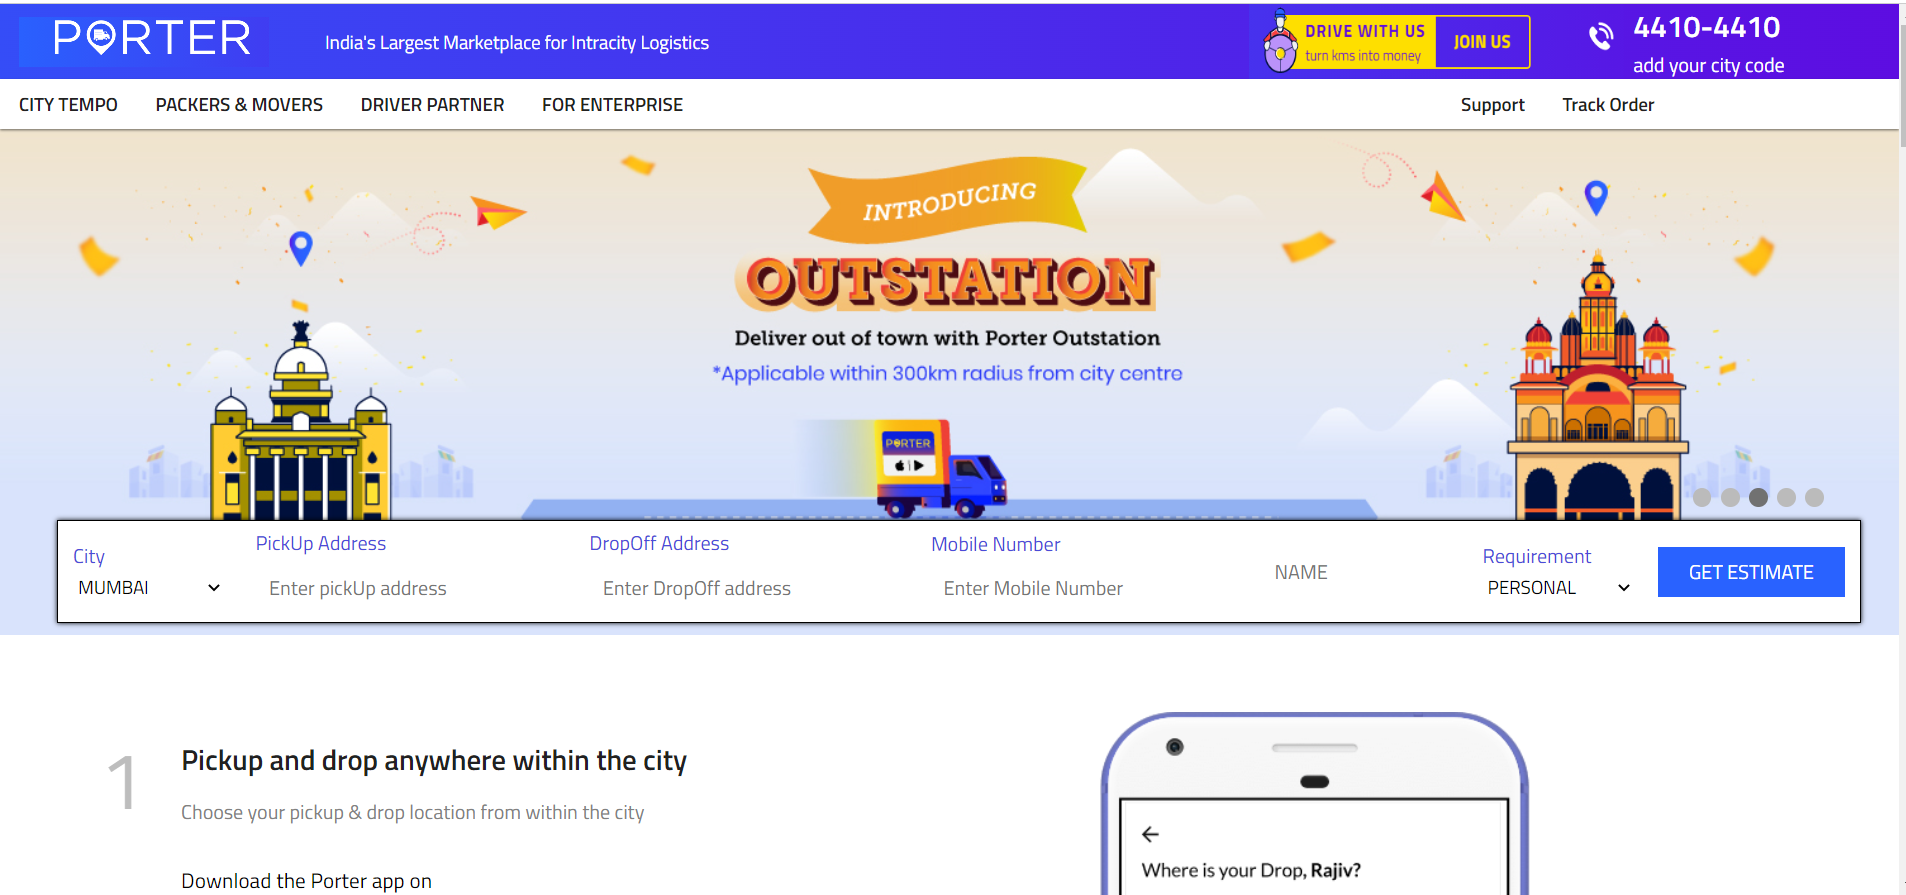 PORTER
India's Largest Marketplace for Intracity Logistics
DRIVE WITH US
turn kms into money
JOIN US
4410-4410
add your city code
CITY TEMPO
PACKERS & MOVERS
DRIVER PARTNER
FOR ENTERPRISE
Support
Track Order
INTRODUCING
OUTSTATION
Deliver out of town with Porter Outstation
*Applicable within 300km radius from city centre
PORTER
City
MUMBAI
PickUp Address
Enter pickUp address
DropOff Address
Enter DropOff address
Mobile Number
Enter Mobile Number
NAME
Requirement
PERSONAL
GET ESTIMATE
1
Pickup and drop anywhere within the city
Choose your pickup & drop location from within the city
Download the Porter app on
Where is your Drop, Rajiv?